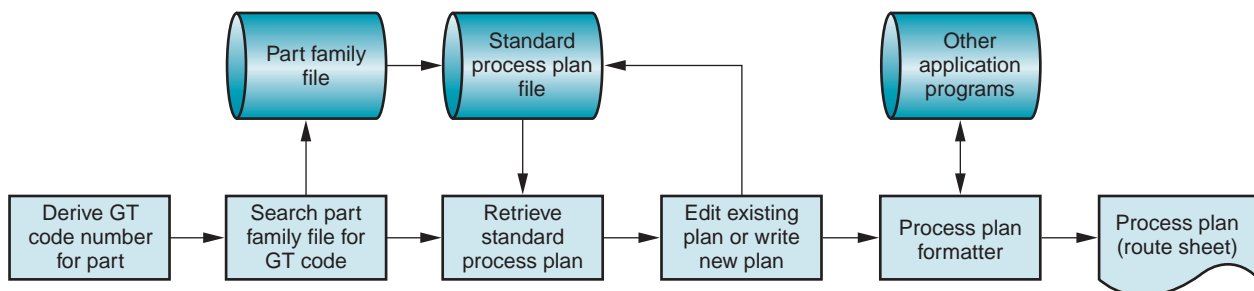 Part family
file
Standard
process plan
file
Other
application
programs
Derive GT
code number
for part
Search part
family file for
GT code
Retrieve
standard
process plan
Edit existing
plan or write
new plan
Process plan
formatter
Process plan
(route sheet)